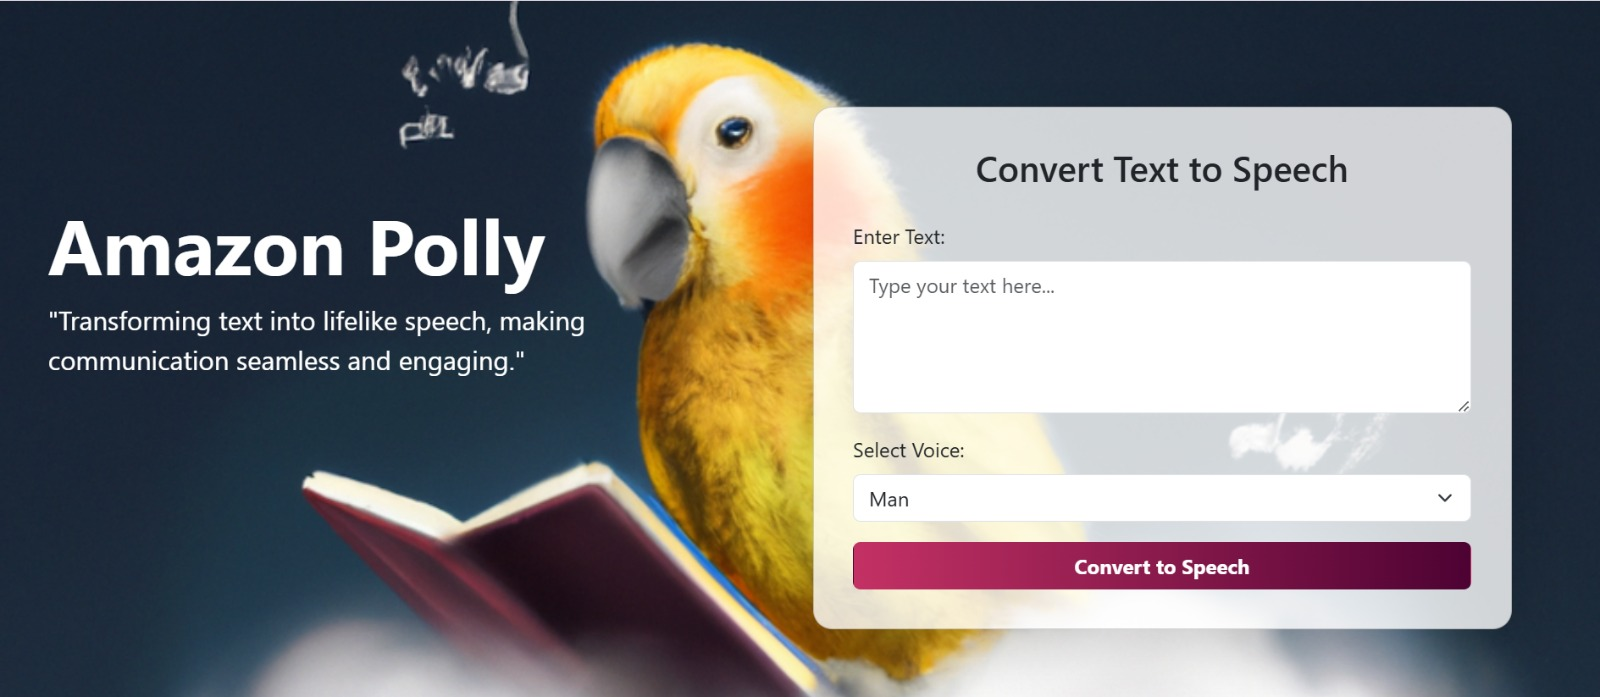 Amazon Polly
"Transforming text into lifelike speech, making
communication seamless and engaging."
Convert Text to Speech
Enter Text:
Type your text here...
Select Voice:
Man
Convert to Speech